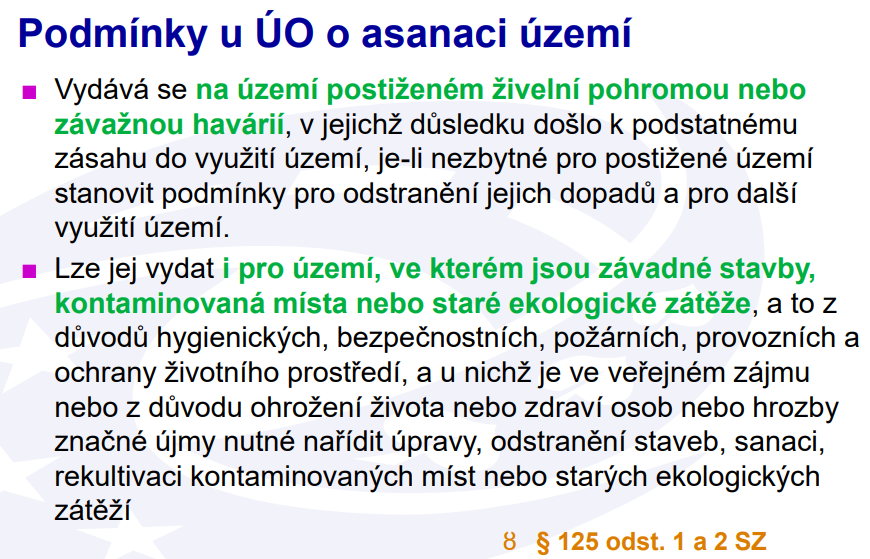 Podmínky u ÚO o asanaci území
Vydává se na území postiženém živelní pohromou nebo
závažnou havárií, v jejichž důsledku došlo k podstatnému
zásahu do využití území, je-li nezbytné pro postižené území
stanovit podmínky pro odstranění jejich dopadů a pro další
využití území.
Lze jej vydat i pro území, ve kterém jsou závadné stavby,
kontaminovaná místa nebo staré ekologické zátěže, a to z
důvodů hygienických, bezpečnostních, požárních, provozních a
ochrany životního prostředí, a u nichž je ve veřejném zájmu
nebo z důvodu ohrožení života nebo zdraví osob nebo hrozby
značné újmy nutné nařídit úpravy, odstranění staveb, sanaci,
rekultivaci kontaminovaných míst nebo starých ekologických
zátěží
§ 125 odst. 1 a 2 SZ